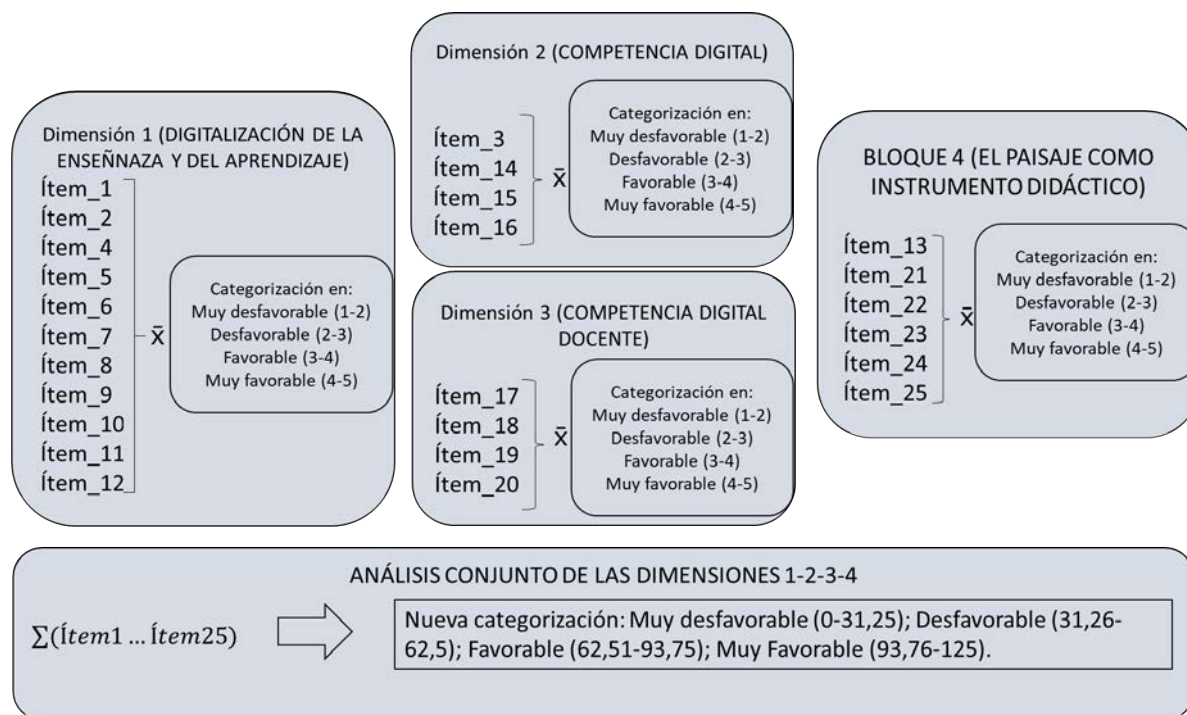 Dimensión 1 (DIGITALIZACIÓN DE LA
ENSEÑNAZA Y DEL APRENDIZAJE)
Ítem_1
Ítem_2
Ítem_4
Ítem_5
Ítem_6
Ítem_7
Ítem_8
Ítem_9
Ítem_10
Ítem_11
Ítem_12
x̄
Categorización en:
Muy desfavorable (1-2)
Desfavorable (2-3)
Favorable (3-4)
Muy favorable (4-5)
Dimensión 2 (COMPETENCIA DIGITAL)
Ítem_3
Ítem_14
Ítem_15
Ítem_16
x̄
Categorización en:
Muy desfavorable (1-2)
Desfavorable (2-3)
Favorable (3-4)
Muy favorable (4-5)
Dimensión 3 (COMPETENCIA DIGITAL
DOCENTE)
Ítem_17
Ítem_18
Ítem_19
Ítem_20
x̄
Categorización en:
Muy desfavorable (1-2)
Desfavorable (2-3)
Favorable (3-4)
Muy favorable (4-5)
BLOQUE 4 (EL PAISAJE COMO
INSTRUMENTO DIDÁCTICO)
Ítem_13
Ítem_21
Ítem_22
Ítem_23
Ítem_24
Ítem_25
x̄
Categorización en:
Muy desfavorable (1-2)
Desfavorable (2-3)
Favorable (3-4)
Muy favorable (4-5)
ANÁLISIS CONJUNTO DE LAS DIMENSIONES 1-2-3-4
∑(Ítem1 … Ítem25)
Nueva categorización: Muy desfavorable (0-31,25); Desfavorable (31,26-
62,5); Favorable (62,51-93,75); Muy Favorable (93,76-125).